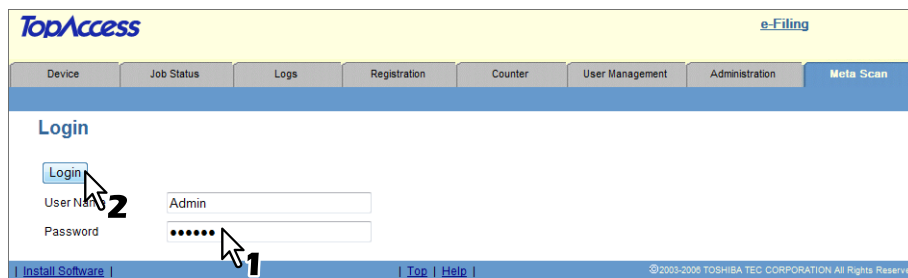 TopAccess
e-Filing
Device Job Status Logs Registration Counter User Management Administration Meta Scan
Login
Login
2
User Name Admin
Password ••••••
1
| Install Software | | Top | Help | ©2003-2006 TOSHIBA TEC CORPORATION All Rights Reserve